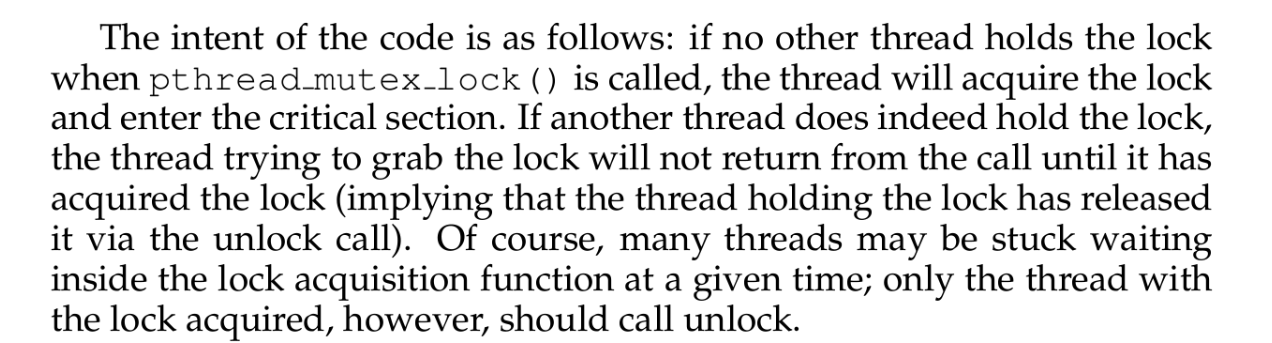 The intent of the code is as follows: if no other thread holds the lock
when pthread_mutex_lock() is called, the thread will acquire the lock
and enter the critical section. If another thread does indeed hold the lock,
the thread trying to grab the lock will not return from the call until it has
acquired the lock (implying that the thread holding the lock has released
it via the unlock call). Of course, many threads may be stuck waiting
inside the lock acquisition function at a given time; only the thread with
the lock acquired, however, should call unlock.